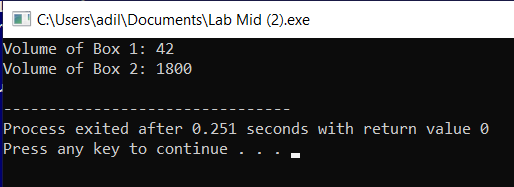 C:\Users\adil\Documents\Lab Mid (2).exe
Volume of Box 1: 42
Volume of Box 2: 1800
--------------------------------
Process exited after 0.251 seconds with return value 0
Press any key to continue . . .